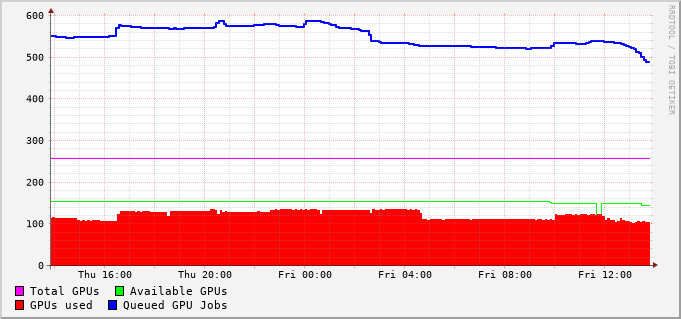 600
500
400
300
200
100
0
Thu 16:00 Thu 20:00 Fri 00:00 Fri 04:00 Fri 08:00 Fri 12:00
Total GPUs Available GPUs
GPUs used Queued GPU Jobs
RRDTOOL / TOBI OETIKER